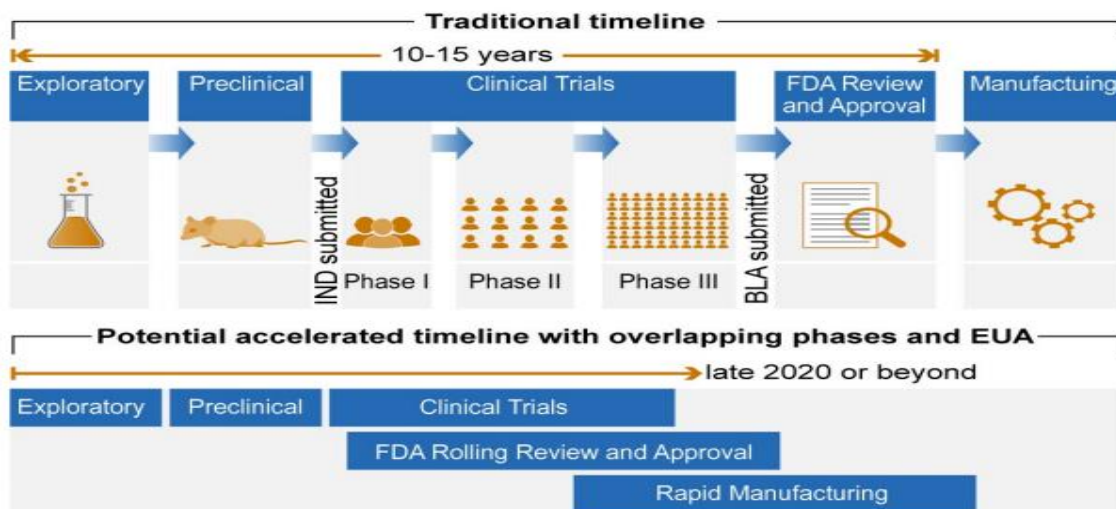 Traditional timeline
10-15 years
Exploratory
Preclinical
Clinical Trials
FDA Review
and Approval
Manufactuing
IND submitted
BLA submitted
Phase I
Phase II
Phase III
Potential accelerated timeline with overlapping phases and EUA
late 2020 or beyond
Exploratory
Preclinical
Clinical Trials
FDA Rolling Review and Approval
Rapid Manufacturing